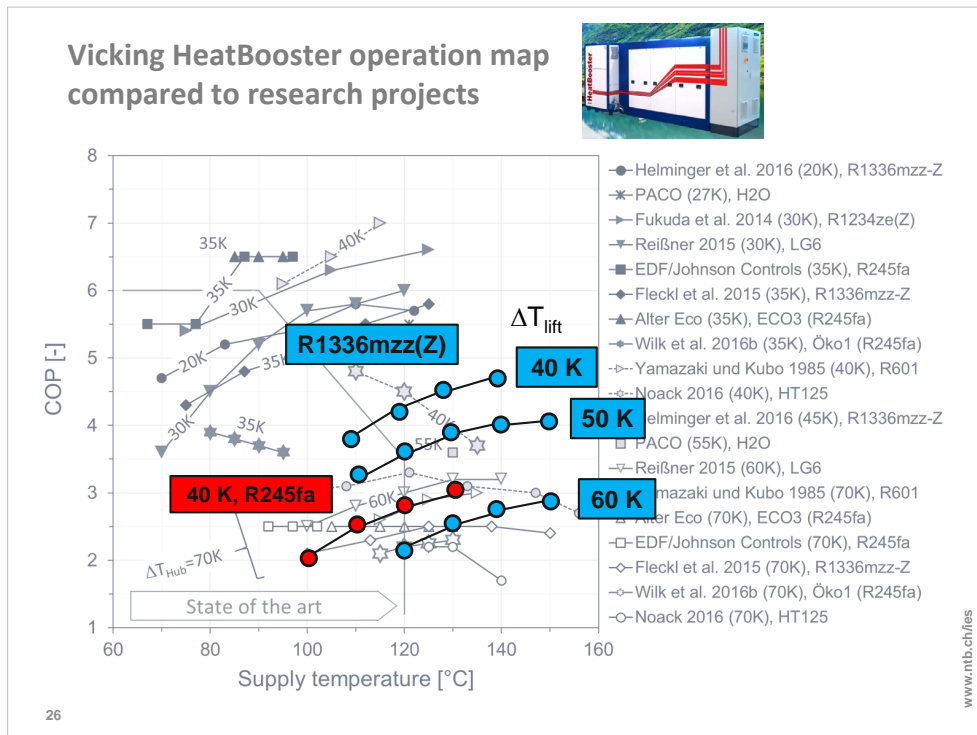 Vicking HeatBooster operation map
compared to research projects
HeatBooster
8
7
6
5
4
3
2
1
COP [-]
60
80
100
120
140
160
Supply temperature [°C]
35K
40K
35K
30K
20K
35K
30K
35K
40K
55K
60K
ΔT_Hub=70K
State of the art
R1336mzz(Z)
ΔT_lift
40 K
50 K
60 K
40 K, R245fa
Helminger et al. 2016 (20K), R1336mzz-Z
PACO (27K), H2O
Fukuda et al. 2014 (30K), R1234ze(Z)
Reißner 2015 (30K), LG6
EDF/Johnson Controls (35K), R245fa
Fleckl et al. 2015 (35K), R1336mzz-Z
Alter Eco (35K), ECO3 (R245fa)
Wilk et al. 2016b (35K), Öko1 (R245fa)
Yamazaki und Kubo 1985 (40K), R601
Noack 2016 (40K), HT125
Helminger et al. 2016 (45K), R1336mzz-Z
PACO (55K), H2O
Reißner 2015 (60K), LG6
Yamazaki und Kubo 1985 (70K), R601
Alter Eco (70K), ECO3 (R245fa)
EDF/Johnson Controls (70K), R245fa
Fleckl et al. 2015 (70K), R1336mzz-Z
Wilk et al. 2016b (70K), Öko1 (R245fa)
Noack 2016 (70K), HT125
www.ntb.ch/ies
26